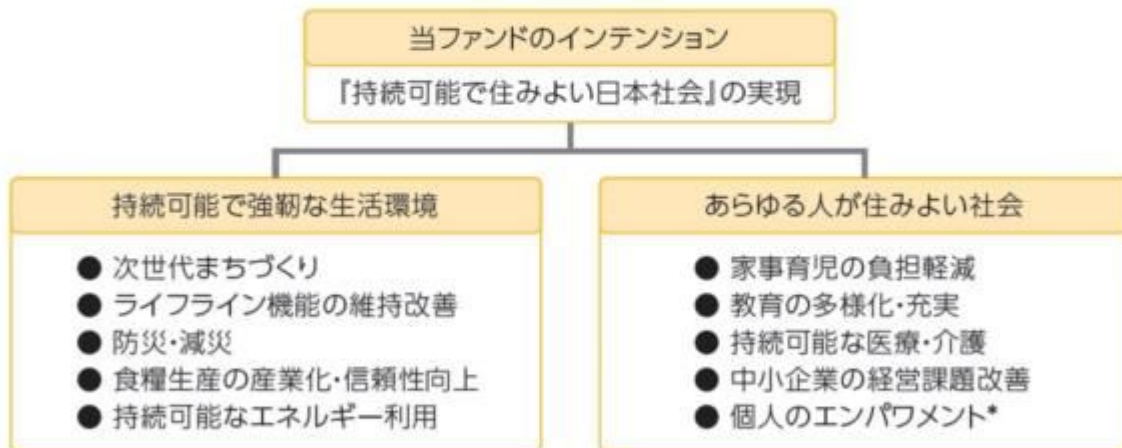 当ファンドのインテンション
『持続可能で住みよい日本社会』の実現
持続可能で強靭な生活環境
● 次世代まちづくり
● ライフライン機能の維持改善
● 防災・減災
● 食糧生産の産業化・信頼性向上
● 持続可能なエネルギー利用
あらゆる人が住みよい社会
● 家事育児の負担軽減
● 教育の多様化・充実
● 持続可能な医療・介護
● 中小企業の経営課題改善
● 個人のエンパワメント*